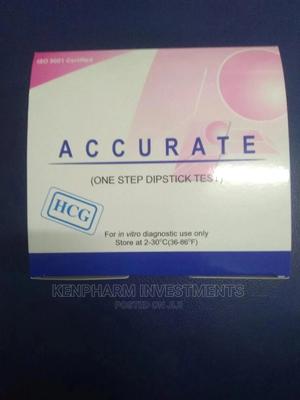 ISO 9001 Certified
ACCURATE
(ONE STEP DIPSTICK TEST)
HCG
For in vitro diagnostic use only
Store at 2-30°C(36-86°F)
KENPHARM INVESTMENTS
POSTED ON JIJI